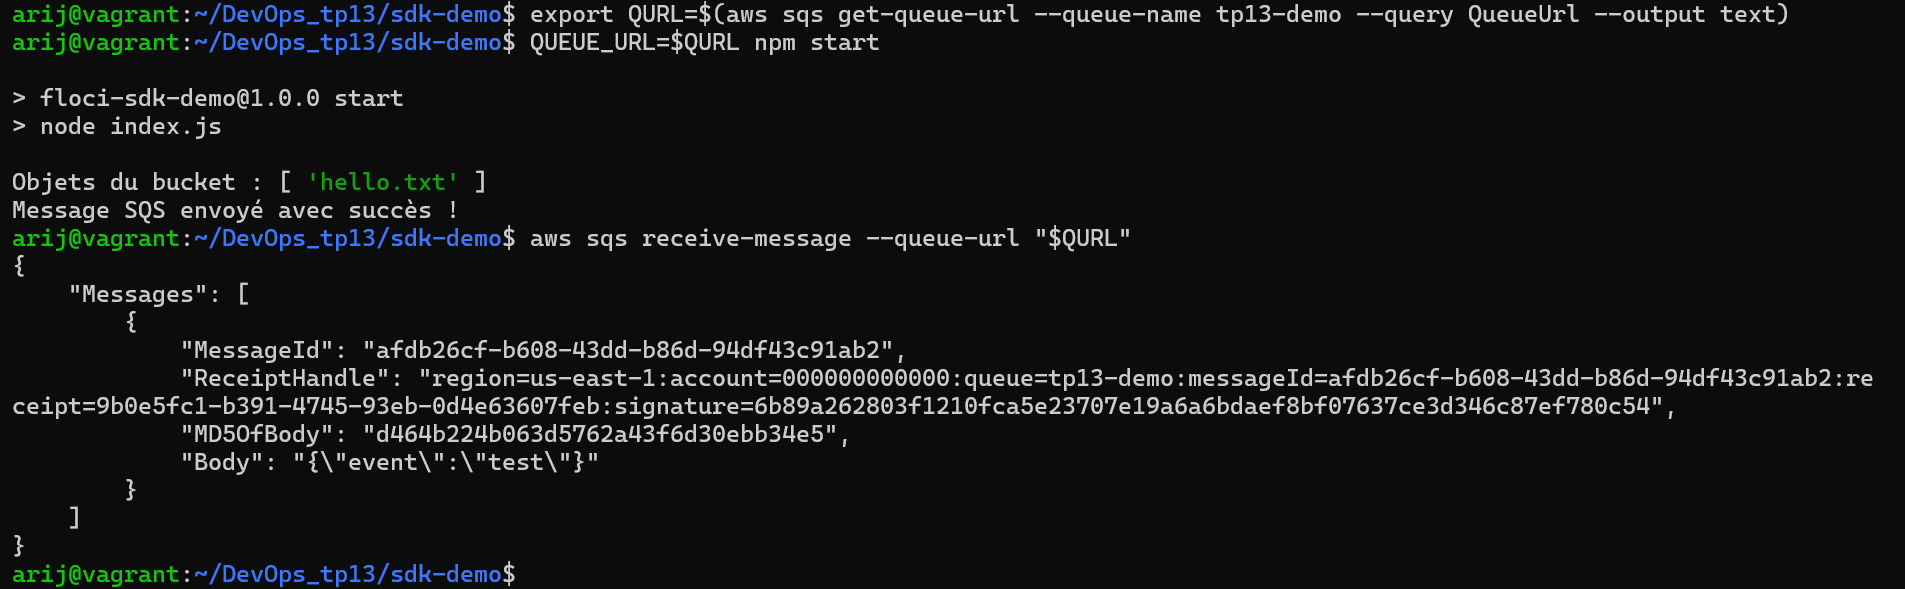 arij@vagrant:~/DevOps_tp13/sdk-demo$ export QURL=$(aws sqs get-queue-url --queue-name tp13-demo --query QueueUrl --output text)
arij@vagrant:~/DevOps_tp13/sdk-demo$ QUEUE_URL=$QURL npm start

> floci-sdk-demo@1.0.0 start
> node index.js

Objets du bucket : [ 'hello.txt' ]
Message SQS envoyé avec succès !
arij@vagrant:~/DevOps_tp13/sdk-demo$ aws sqs receive-message --queue-url "$QURL"
{
    "Messages": [
        {
            "MessageId": "afdb26cf-b608-43dd-b86d-94df43c91ab2",
            "ReceiptHandle": "region=us-east-1:account=000000000000:queue=tp13-demo:messageId=afdb26cf-b608-43dd-b86d-94df43c91ab2:re
ceipt=9b0e5fc1-b391-4745-93eb-0d4e63607feb:signature=6b89a262803f1210fca5e23707e19a6a6bdaef8bf07637ce3d346c87ef780c54",
            "MD5OfBody": "d464b224b063d5762a43f6d30ebb34e5",
            "Body": "{\"event\":\"test\"}"
        }
    ]
}
arij@vagrant:~/DevOps_tp13/sdk-demo$